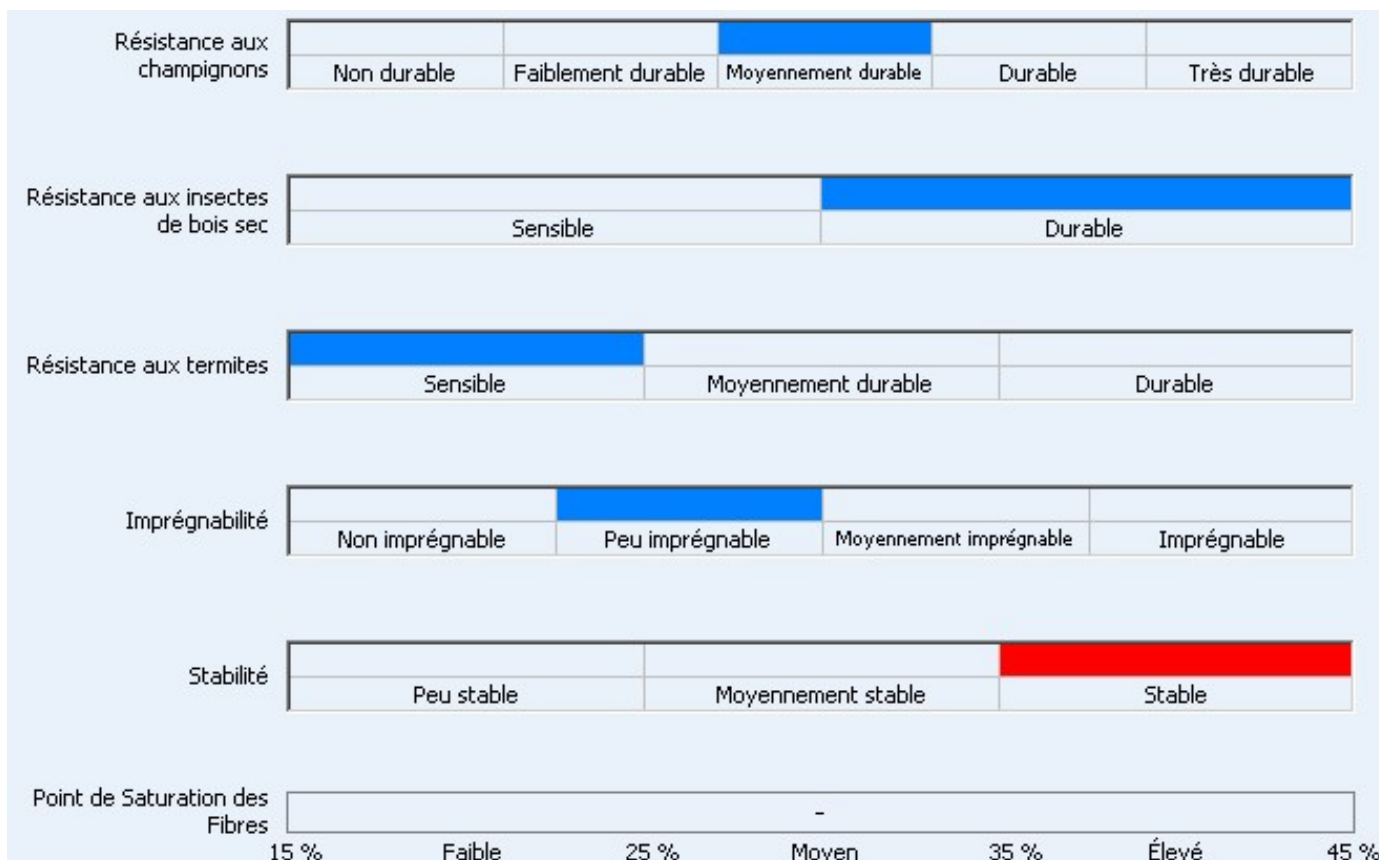 Résistance aux
champignons
Non durable Faiblement durable Moyennement durable Durable Très durable
Résistance aux insectes
de bois sec
Sensible Durable
Résistance aux termites
Sensible Moyennement durable Durable
Imprégnabilité
Non imprégnable Peu imprégnable Moyennement imprégnable Imprégnable
Stabilité
Peu stable Moyennement stable Stable
Point de Saturation des
Fibres
-
15 % Faible 25 % Moyen 35 % Élevé 45 %